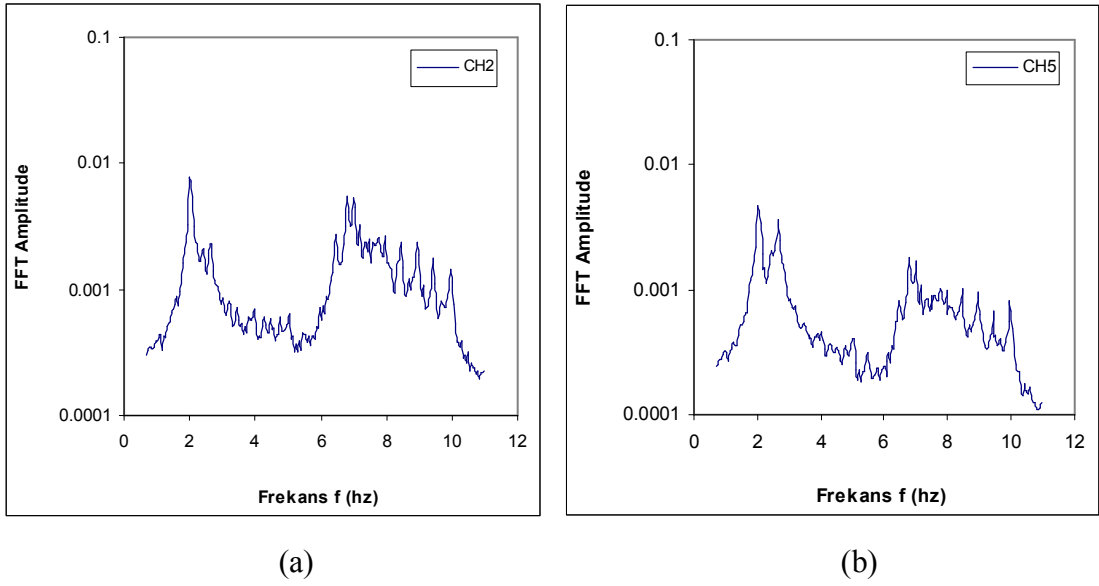 0.1
CH2
0.01
FFT Amplitude
0.001
0.0001
0 2 4 6 8 10 12
Frekans f (hz)
(a)
0.1
CH5
0.01
FFT Amplitude
0.001
0.0001
0 2 4 6 8 10 12
Frekans f (hz)
(b)